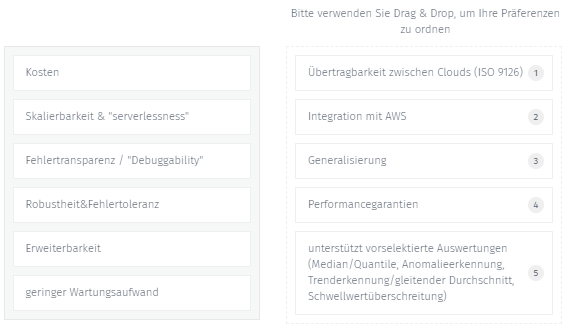 Bitte verwenden Sie Drag & Drop, um Ihre Präferenzen
zu ordnen
Kosten
Skalierbarkeit & "serverlessness"
Fehlertransparenz / "Debuggability"
Robustheit&Fehlertoleranz
Erweiterbarkeit
geringer Wartungsaufwand
Übertragbarkeit zwischen Clouds (ISO 9126) 1
Integration mit AWS 2
Generalisierung 3
Performancegarantien 4
unterstützt vorselektierte Auswertungen
(Median/Quantile, Anomalieerkennung,
Trenderkennung/gleitender Durchschnitt,
Schwellwertüberschreitung) 5